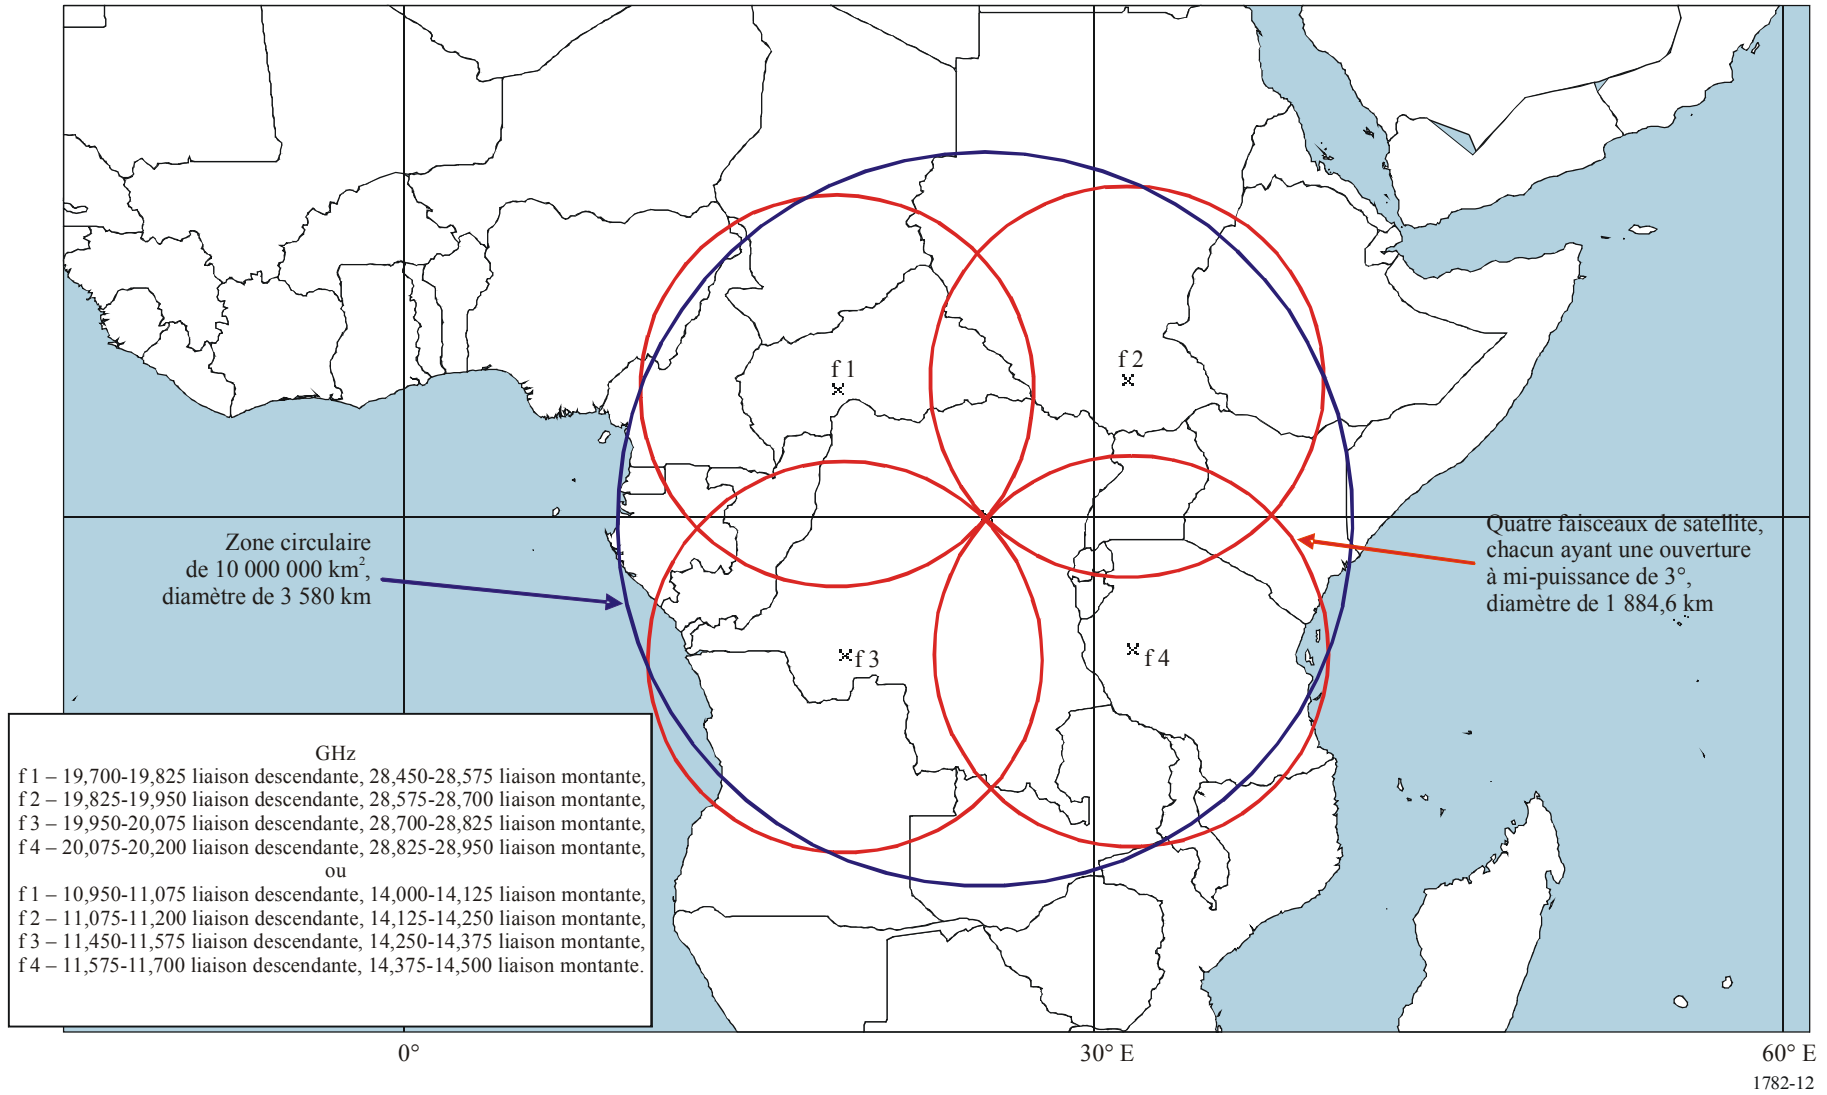 f 1
f 2
Zone circulaire
de 10 000 000 km²,
diamètre de 3 580 km
Quatre faisceaux de satellite,
chacun ayant une ouverture
à mi-puissance de 3°,
diamètre de 1 884,6 km
f 3
f 4
GHz
f 1 – 19,700-19,825 liaison descendante, 28,450-28,575 liaison montante,
f 2 – 19,825-19,950 liaison descendante, 28,575-28,700 liaison montante,
f 3 – 19,950-20,075 liaison descendante, 28,700-28,825 liaison montante,
f 4 – 20,075-20,200 liaison descendante, 28,825-28,950 liaison montante,
ou
f 1 – 10,950-11,075 liaison descendante, 14,000-14,125 liaison montante,
f 2 – 11,075-11,200 liaison descendante, 14,125-14,250 liaison montante,
f 3 – 11,450-11,575 liaison descendante, 14,250-14,375 liaison montante,
f 4 – 11,575-11,700 liaison descendante, 14,375-14,500 liaison montante.
0°
30° E
60° E
1782-12